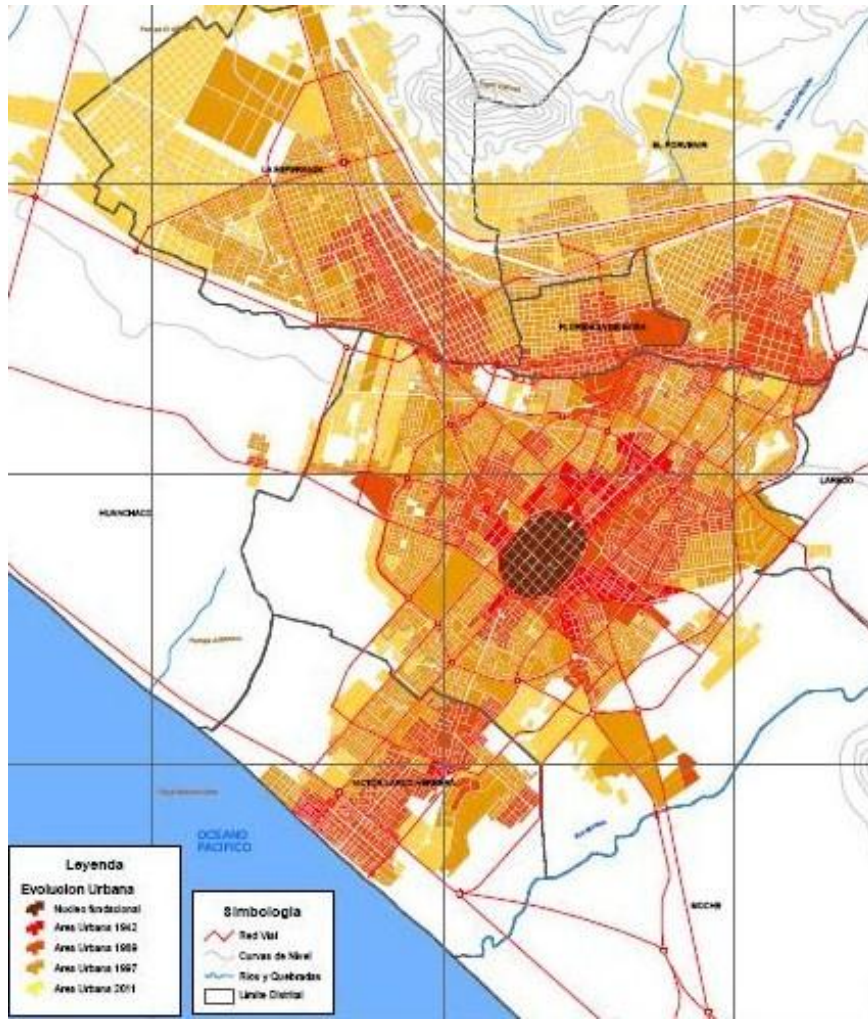 LA ESPERANZA
EL PORVENIR
FLORENCIA DE MORA
LAREDO
HUANCHACO
VICTOR LARCO HERRERA
OCEANO
PACIFICO
MOCHE
Leyenda
Evolucion Urbana
Nucleo fundacional
Area Urbana 1942
Area Urbana 1969
Area Urbana 1997
Area Urbana 2011
Simbologia
Red Vial
Curvas de Nivel
Rios y Quebradas
Limite Distrital